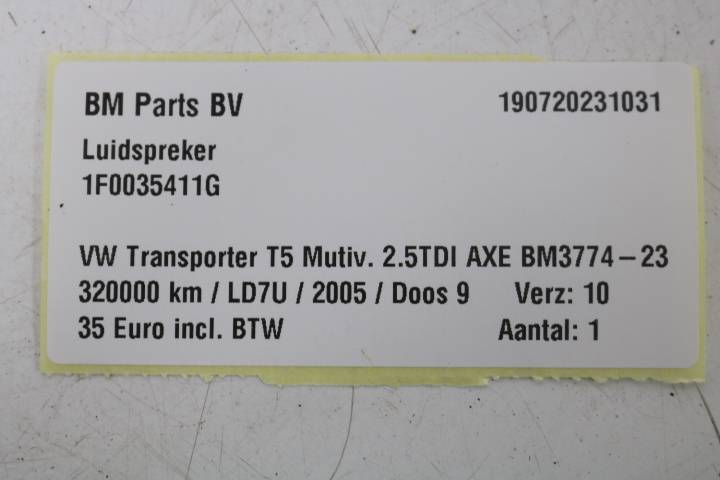 BM Parts BV 190720231031
Luidspreker
1F0035411G
VW Transporter T5 Mutiv. 2.5TDI AXE BM3774-23
320000 km / LD7U / 2005 / Doos 9 Verz: 10
35 Euro incl. BTW Aantal: 1